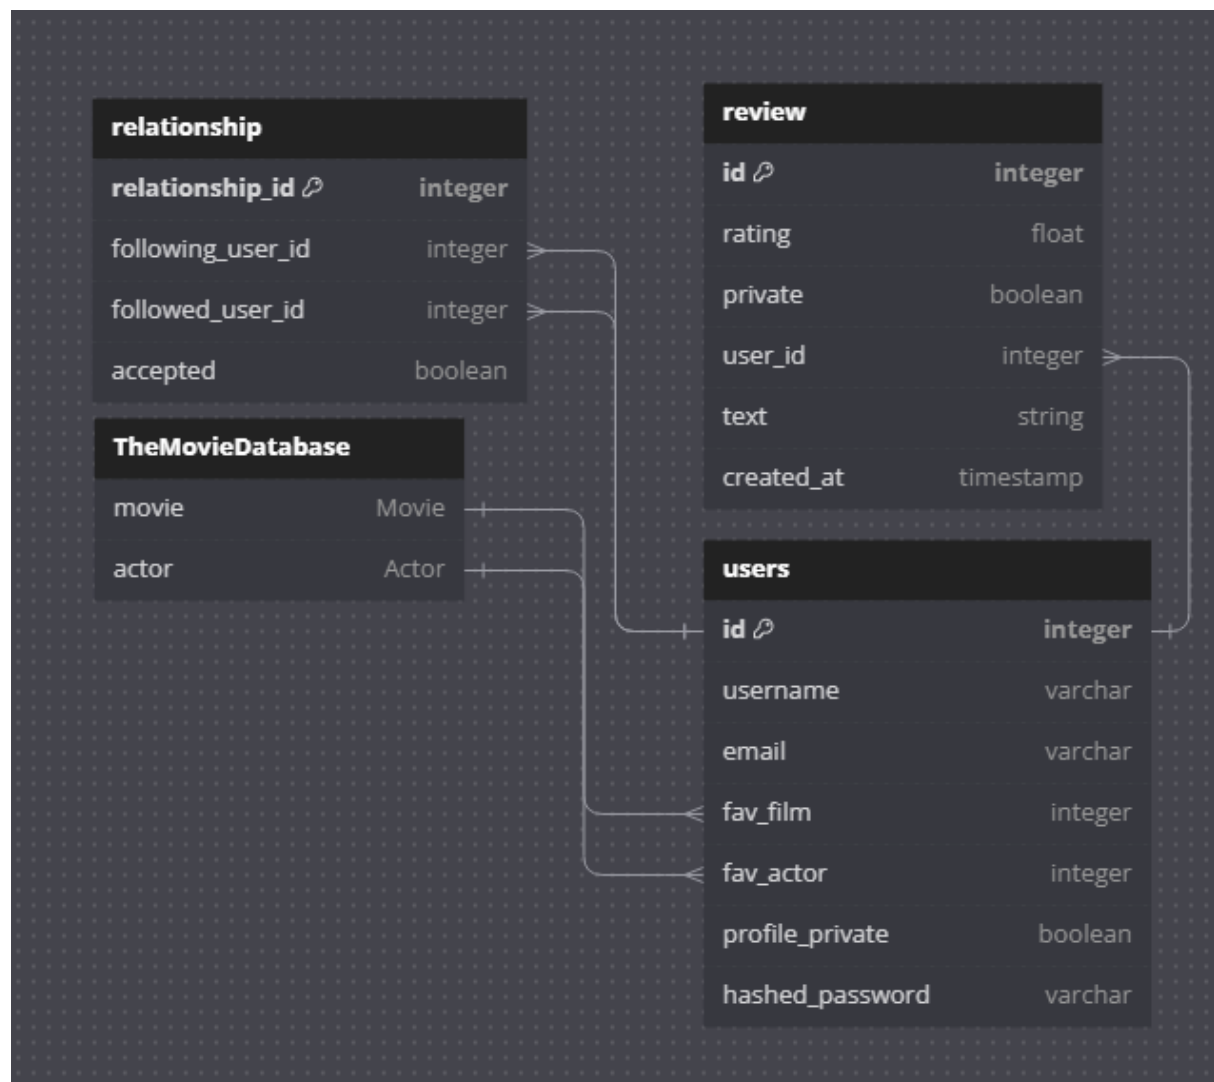 relationship
relationship_id integer
following_user_id integer
followed_user_id integer
accepted boolean
TheMovieDatabase
movie Movie
actor Actor
review
id integer
rating float
private boolean
user_id integer
text string
created_at timestamp
users
id integer
username varchar
email varchar
fav_film integer
fav_actor integer
profile_private boolean
hashed_password varchar